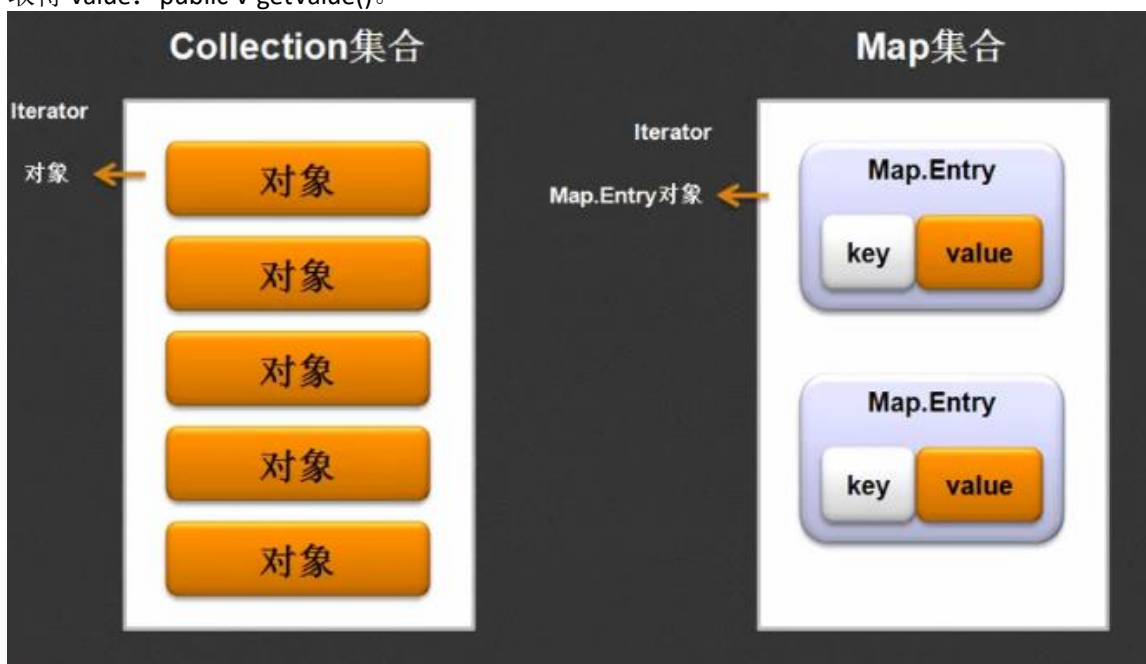 取得 value: public v getvalue()。
Collection集合
Iterator
对象
对象
对象
对象
对象
对象
Map集合
Iterator
Map.Entry对象
Map.Entry
key value
Map.Entry
key value